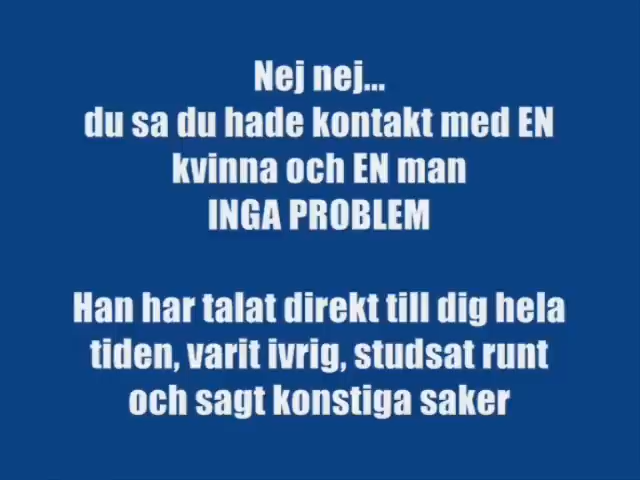 Nej nej...
du sa du hade kontakt med EN
kvinna och EN man
INGA PROBLEM
Han har talat direkt till dig hela
tiden, varit ivrig, studsat runt
och sagt konstiga saker